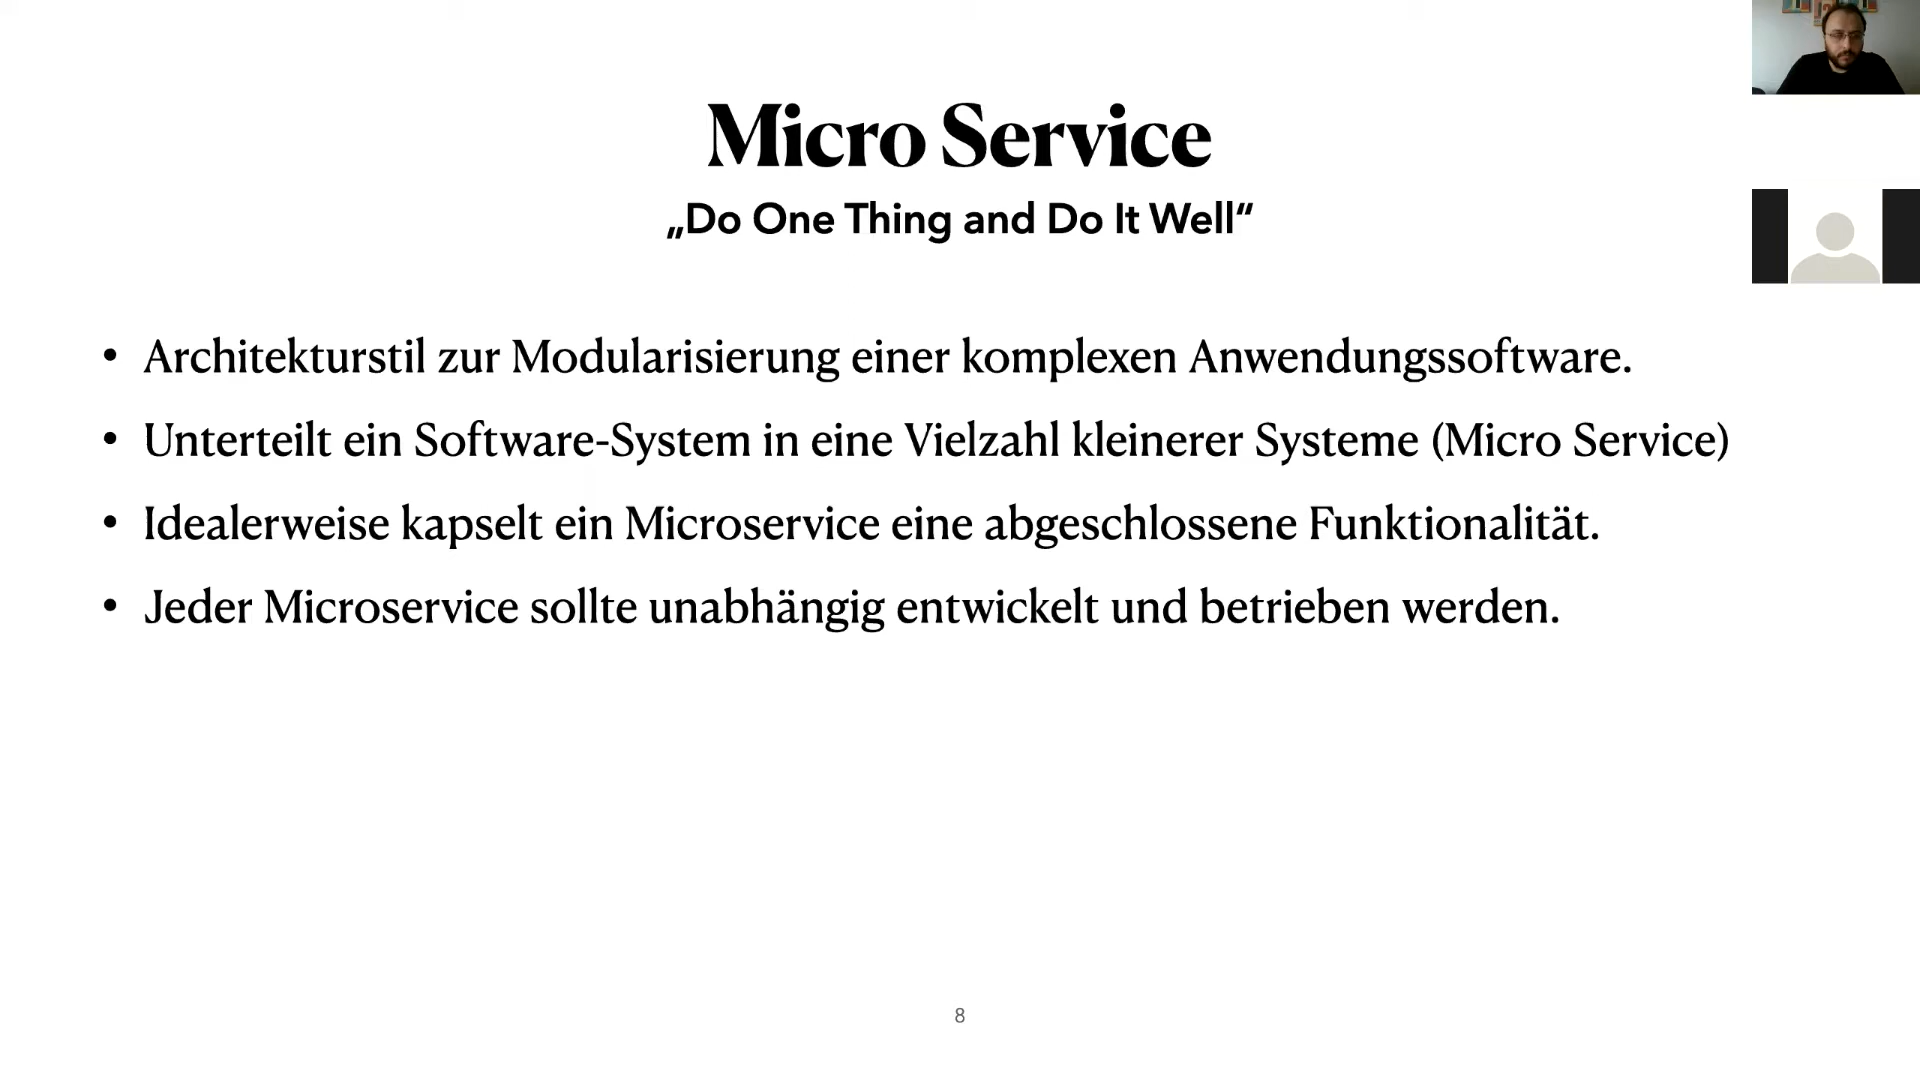 Micro Service
„Do One Thing and Do It Well“
• Architekturstil zur Modularisierung einer komplexen Anwendungssoftware.
• Unterteilt ein Software-System in eine Vielzahl kleinerer Systeme (Micro Service)
• Idealerweise kapselt ein Microservice eine abgeschlossene Funktionalität.
• Jeder Microservice sollte unabhängig entwickelt und betrieben werden.
8